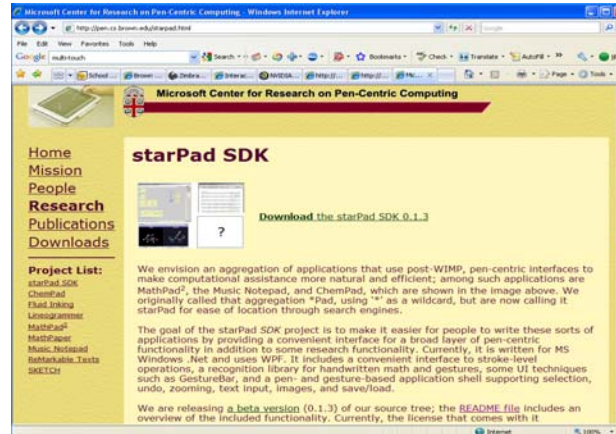 Microsoft Center for Research on Pen-Centric Computing - Windows Internet Explorer
http://pen.cs.brown.edu/starpad.html
Google
File Edit View Favorites Tools Help
Google multi-touch Search Bookmarks Check Translate AutoFill
Page Tools
Microsoft Center for Research on Pen-Centric Computing
Home
Mission
People
Research
Publications
Downloads
Project List:
starPad SDK
ChemPad
Fluid Inking
Lineogrammer
MathPad²
MathPaper
Music Notepad
ReMarkable Texts
SKETCH
starPad SDK
?
Download the starPad SDK 0.1.3
We envision an aggregation of applications that use post-WIMP, pen-centric interfaces to
make computational assistance more natural and efficient; among such applications are
MathPad², the Music Notepad, and ChemPad, which are shown in the image above. We
originally called that aggregation *Pad, using '*' as a wildcard, but are now calling it
starPad for ease of location through search engines.
The goal of the starPad SDK project is to make it easier for people to write these sorts of
applications by providing a convenient interface for a broad layer of pen-centric
functionality in addition to some research functionality. Currently, it is written for MS
Windows .Net and uses WPF. It includes a convenient interface to stroke-level
operations, a recognition library for handwritten math and gestures, some UI techniques
such as GestureBar, and a pen- and gesture-based application shell supporting selection,
undo, zooming, text input, images, and save/load.
We are releasing a beta version (0.1.3) of our source tree; the README file includes an
overview of the included functionality. Currently, the license that comes with it
Internet 100%